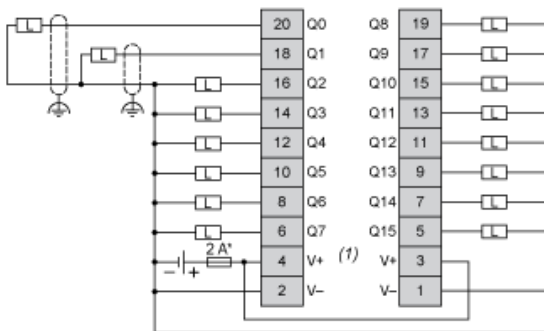 L 20 Q0 Q8 19 L
L 18 Q1 Q9 17 L
L 16 Q2 Q10 15 L
L 14 Q3 Q11 13 L
L 12 Q4 Q12 11 L
L 10 Q5 Q13 9 L
L 8 Q6 Q14 7 L
L 6 Q7 Q15 5 L
− + 2 A* 4 V+ (1) V+ 3
2 V− V− 1